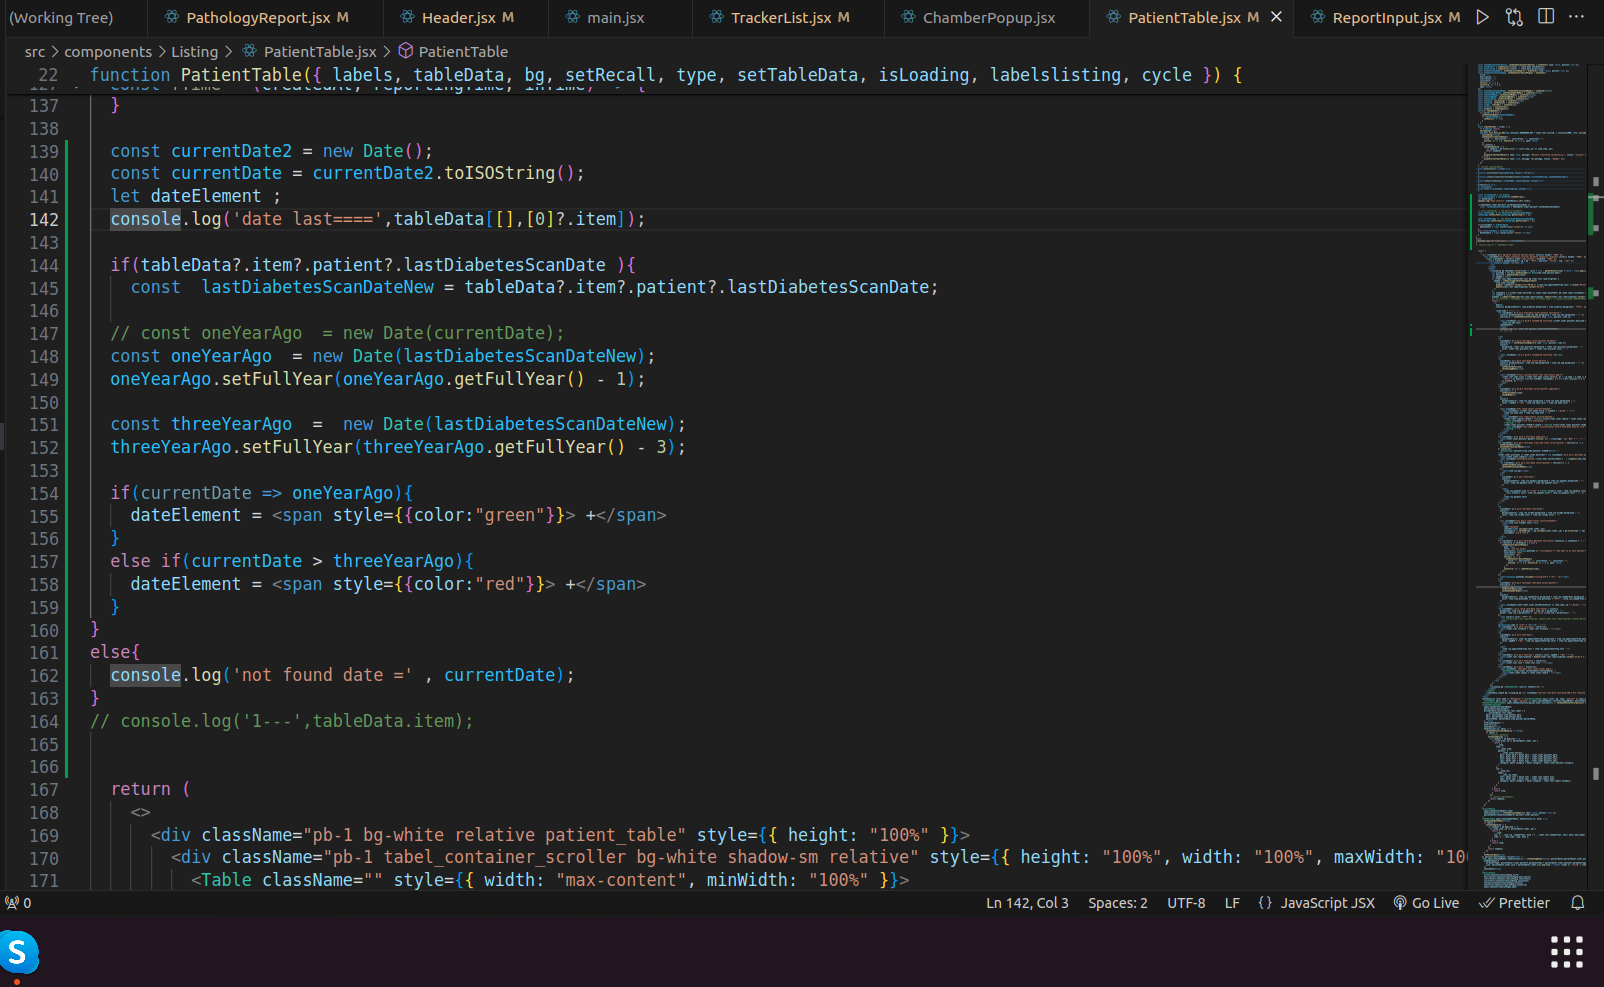 (Working Tree) PathologyReport.jsx M Header.jsx M main.jsx TrackerList.jsx M ChamberPopup.jsx PatientTable.jsx M ReportInput.jsx M
src > components > Listing > PatientTable.jsx > PatientTable
22 function PatientTable({ labels, tableData, bg, setRecall, type, setTableData, isLoading, labelslisting, cycle }) {
137 }
138
139 const currentDate2 = new Date();
140 const currentDate = currentDate2.toISOString();
141 let dateElement ;
142 console.log('date last====',tableData[[],[0]?.item]);
143
144 if(tableData?.item?.patient?.lastDiabetesScanDate ){
145 const  lastDiabetesScanDateNew = tableData?.item?.patient?.lastDiabetesScanDate;
146
147 // const oneYearAgo  = new Date(currentDate);
148 const oneYearAgo  = new Date(lastDiabetesScanDateNew);
149 oneYearAgo.setFullYear(oneYearAgo.getFullYear() - 1);
150
151 const threeYearAgo  =  new Date(lastDiabetesScanDateNew);
152 threeYearAgo.setFullYear(threeYearAgo.getFullYear() - 3);
153
154 if(currentDate => oneYearAgo){
155 dateElement = <span style={{color:"green"}}> +</span>
156 }
157 else if(currentDate > threeYearAgo){
158 dateElement = <span style={{color:"red"}}> +</span>
159 }
160 }
161 else{
162 console.log('not found date =' , currentDate);
163 }
164 // console.log('1---',tableData.item);
165
166
167 return (
168 <>
169 <div className="pb-1 bg-white relative patient_table" style={{ height: "100%" }}>
170 <div className="pb-1 tabel_container_scroller bg-white shadow-sm relative" style={{ height: "100%", width: "100%", maxWidth: "100
171 <Table className="" style={{ width: "max-content", minWidth: "100%" }}>
0 Ln 142, Col 3 Spaces: 2 UTF-8 LF {} JavaScript JSX Go Live Prettier
S